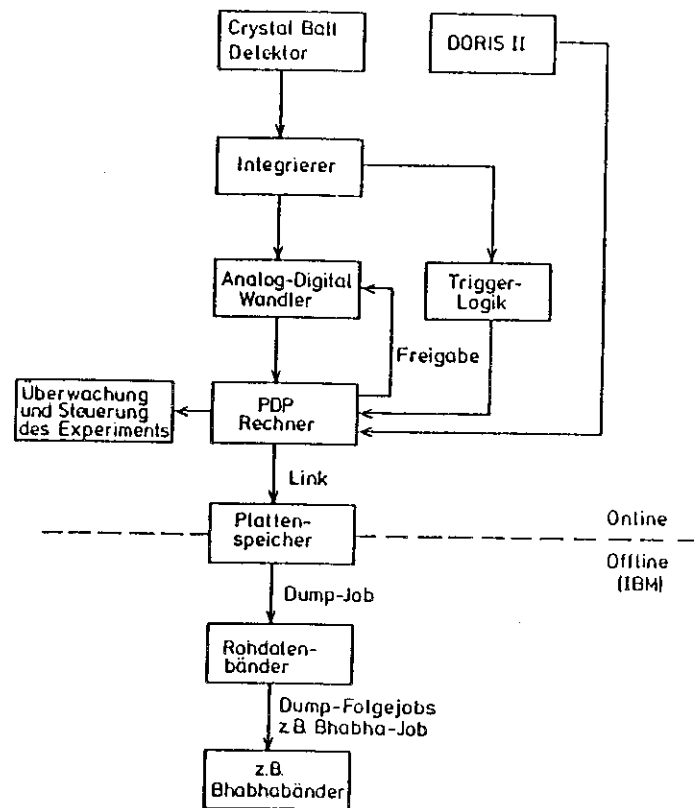 Crystal Ball
Detektor
DORIS II
Integrierer
Analog-Digital
Wandler
Trigger-
Logik
Freigabe
Überwachung
und Steuerung
des Experiments
PDP
Rechner
Link
Platten-
speicher
Online
Offline
(IBM)
Dump-Job
Rohdaten-
bänder
Dump-Folgejobs
z.B. Bhabha-Job
z.B.
Bhabhabänder